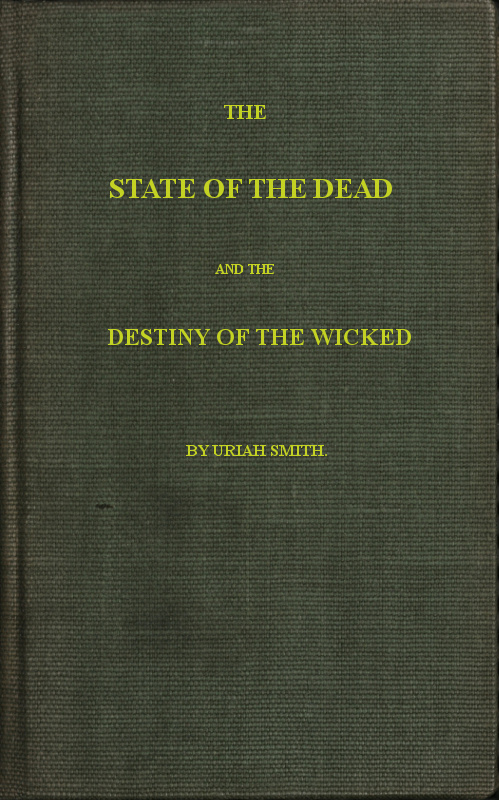 THE
STATE OF THE DEAD
AND THE
DESTINY OF THE WICKED
BY URIAH SMITH.